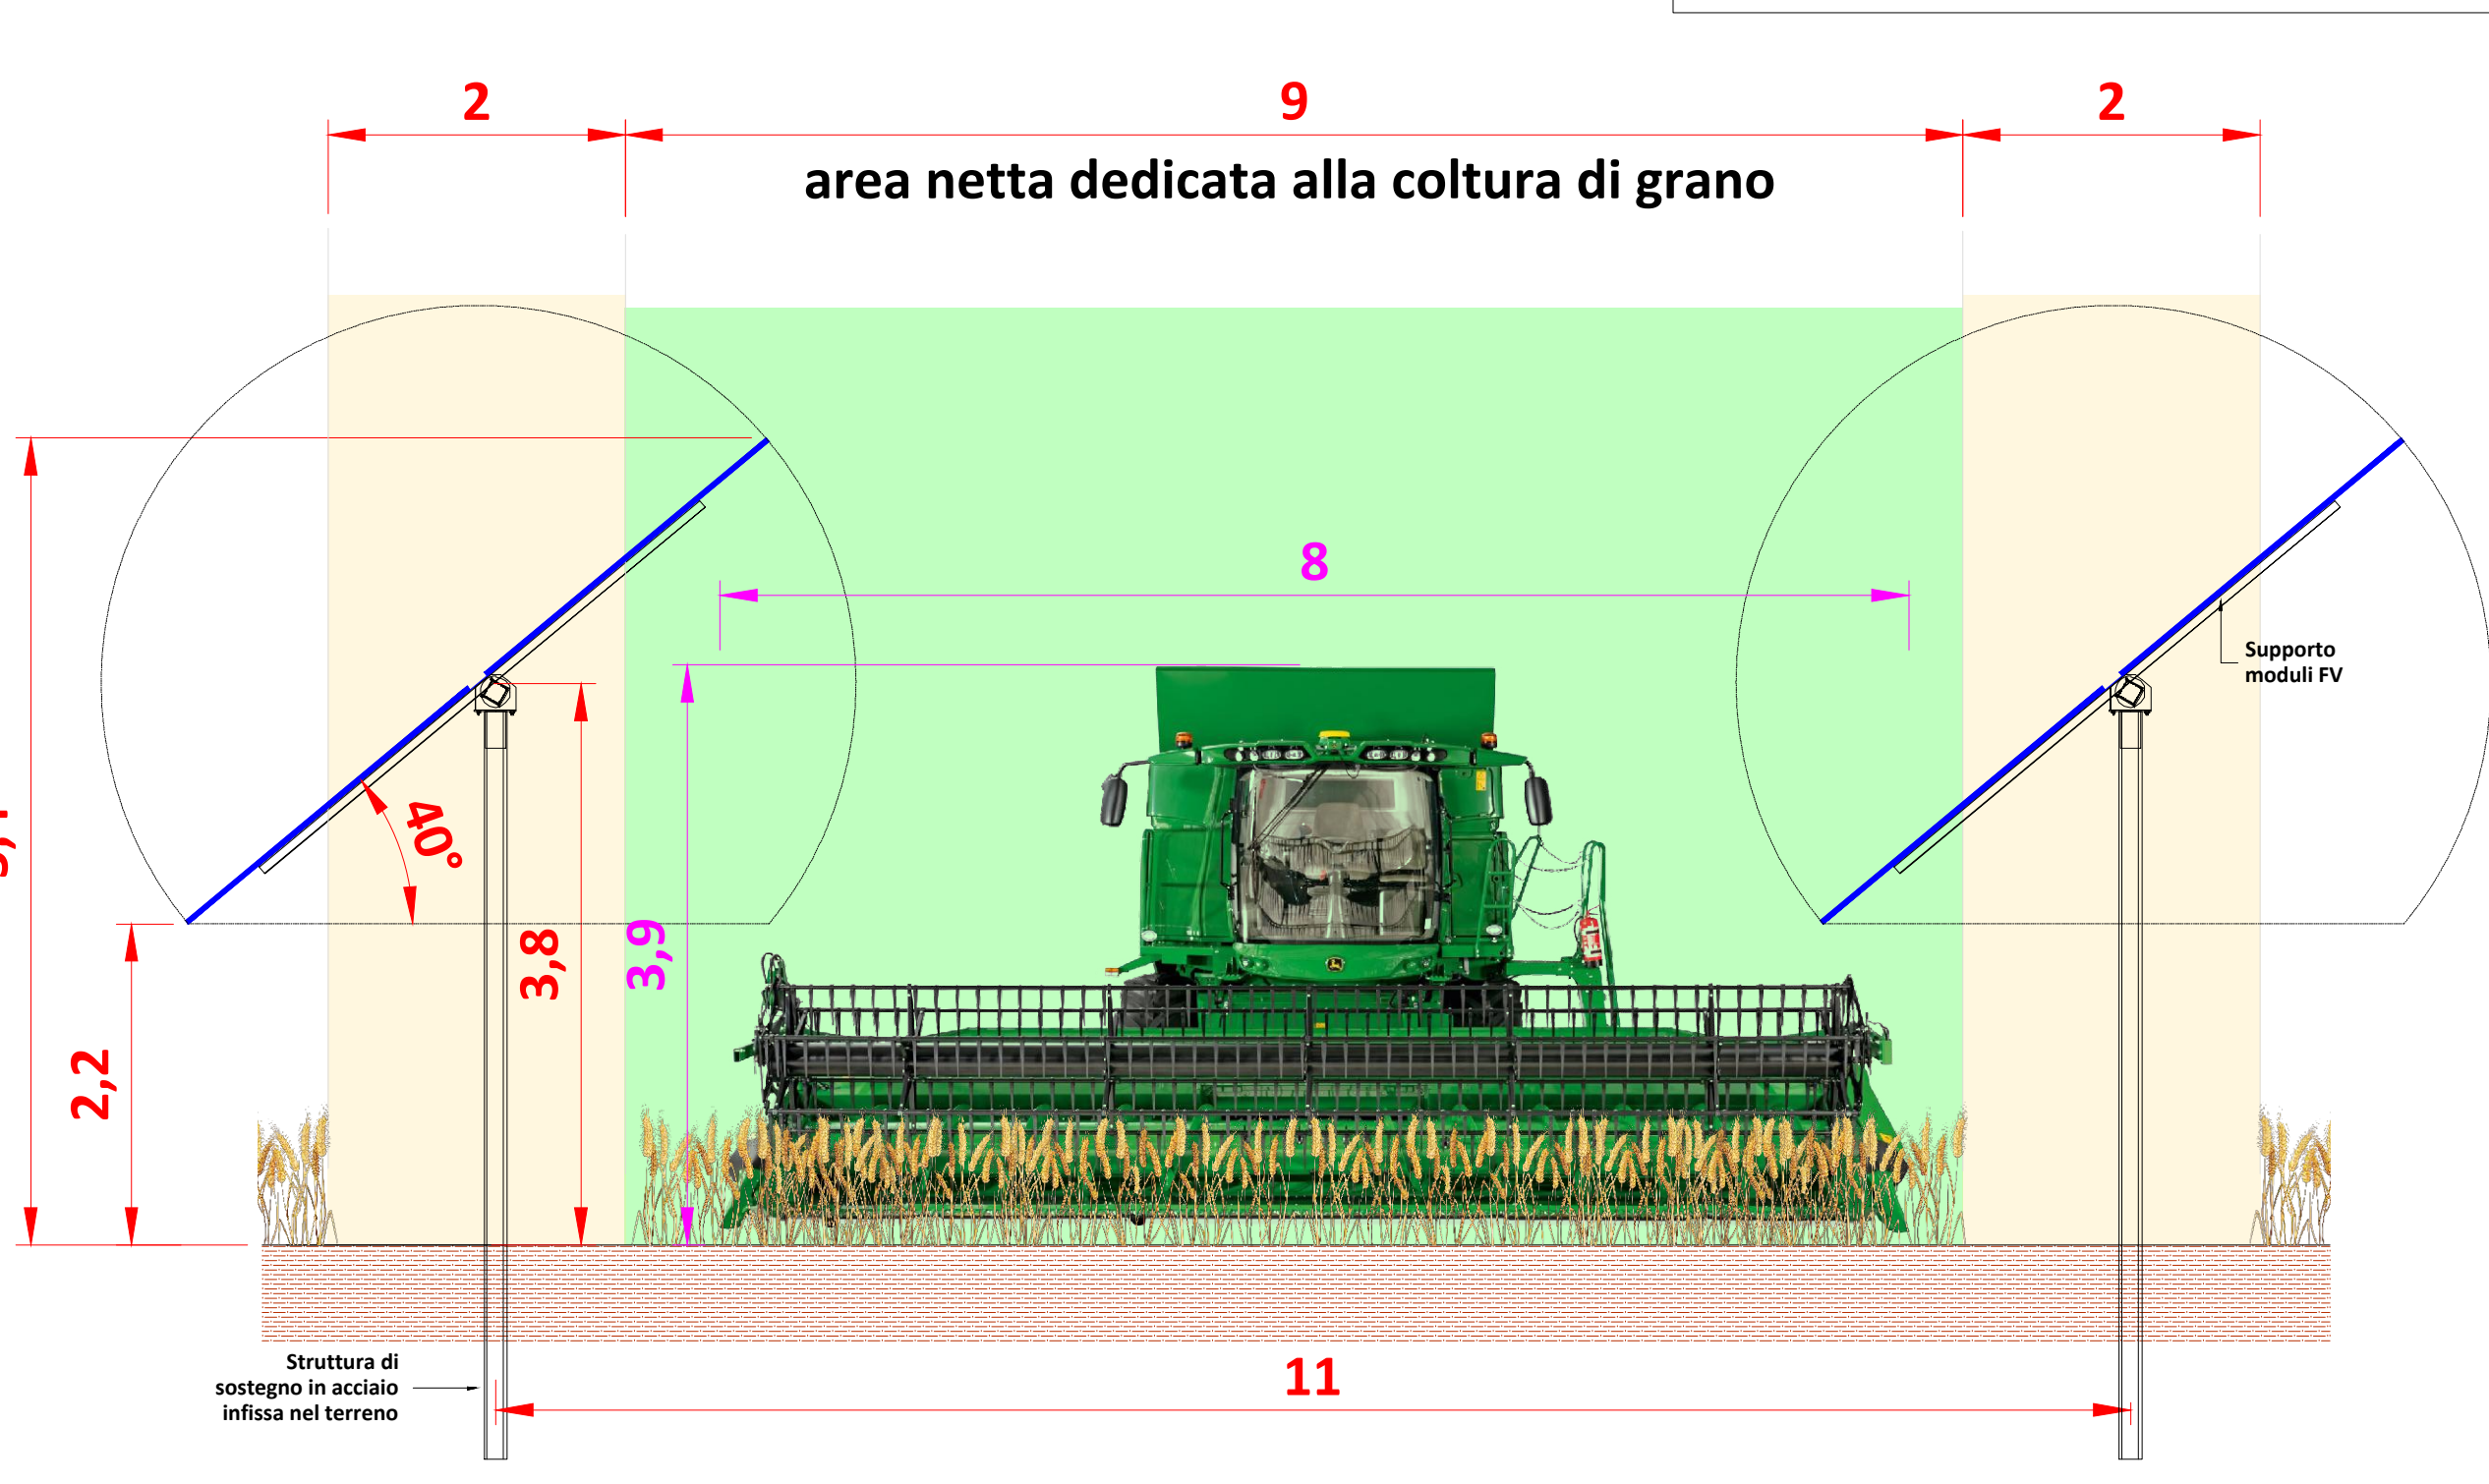 2
9
2
area netta dedicata alla coltura di grano
8
Supporto
moduli FV
40°
3,8
3,9
2,2
Struttura di
sostegno in acciaio
infissa nel terreno
11